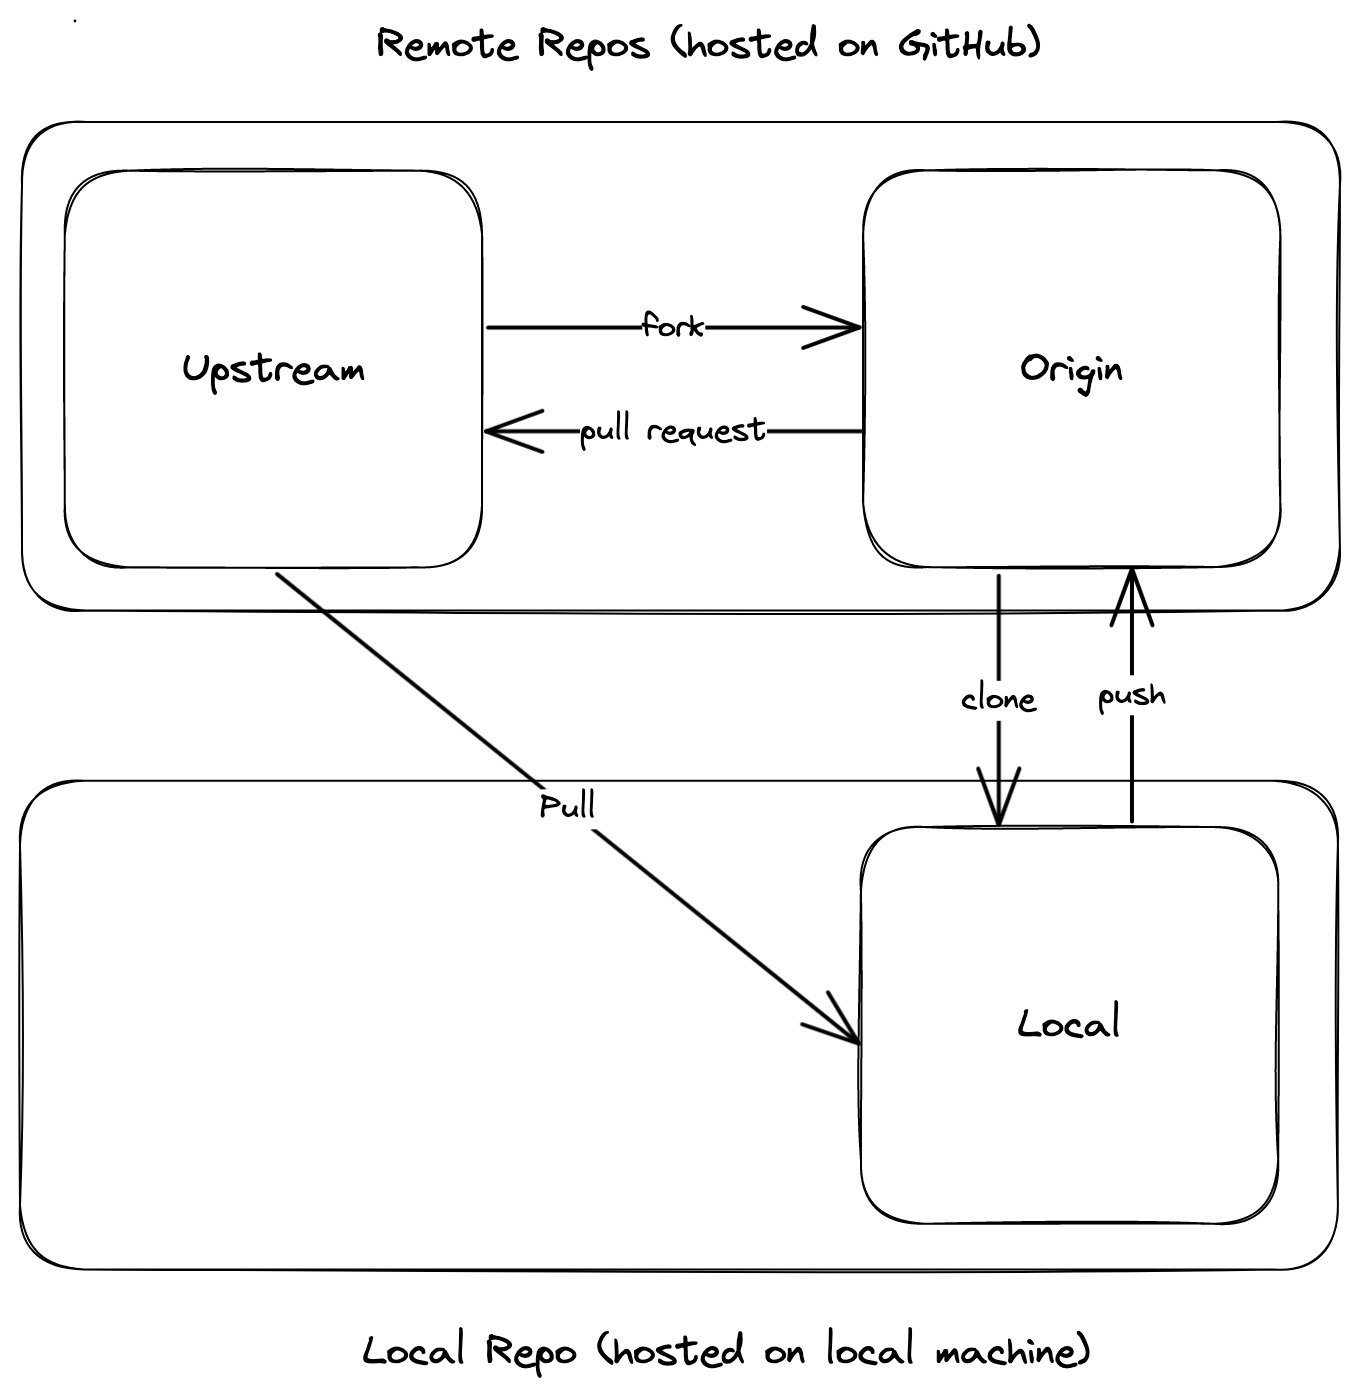 Remote Repos (hosted on GitHub)
fork
Upstream
Origin
pull request
clone
push
Pull
Local
Local Repo (hosted on local machine)